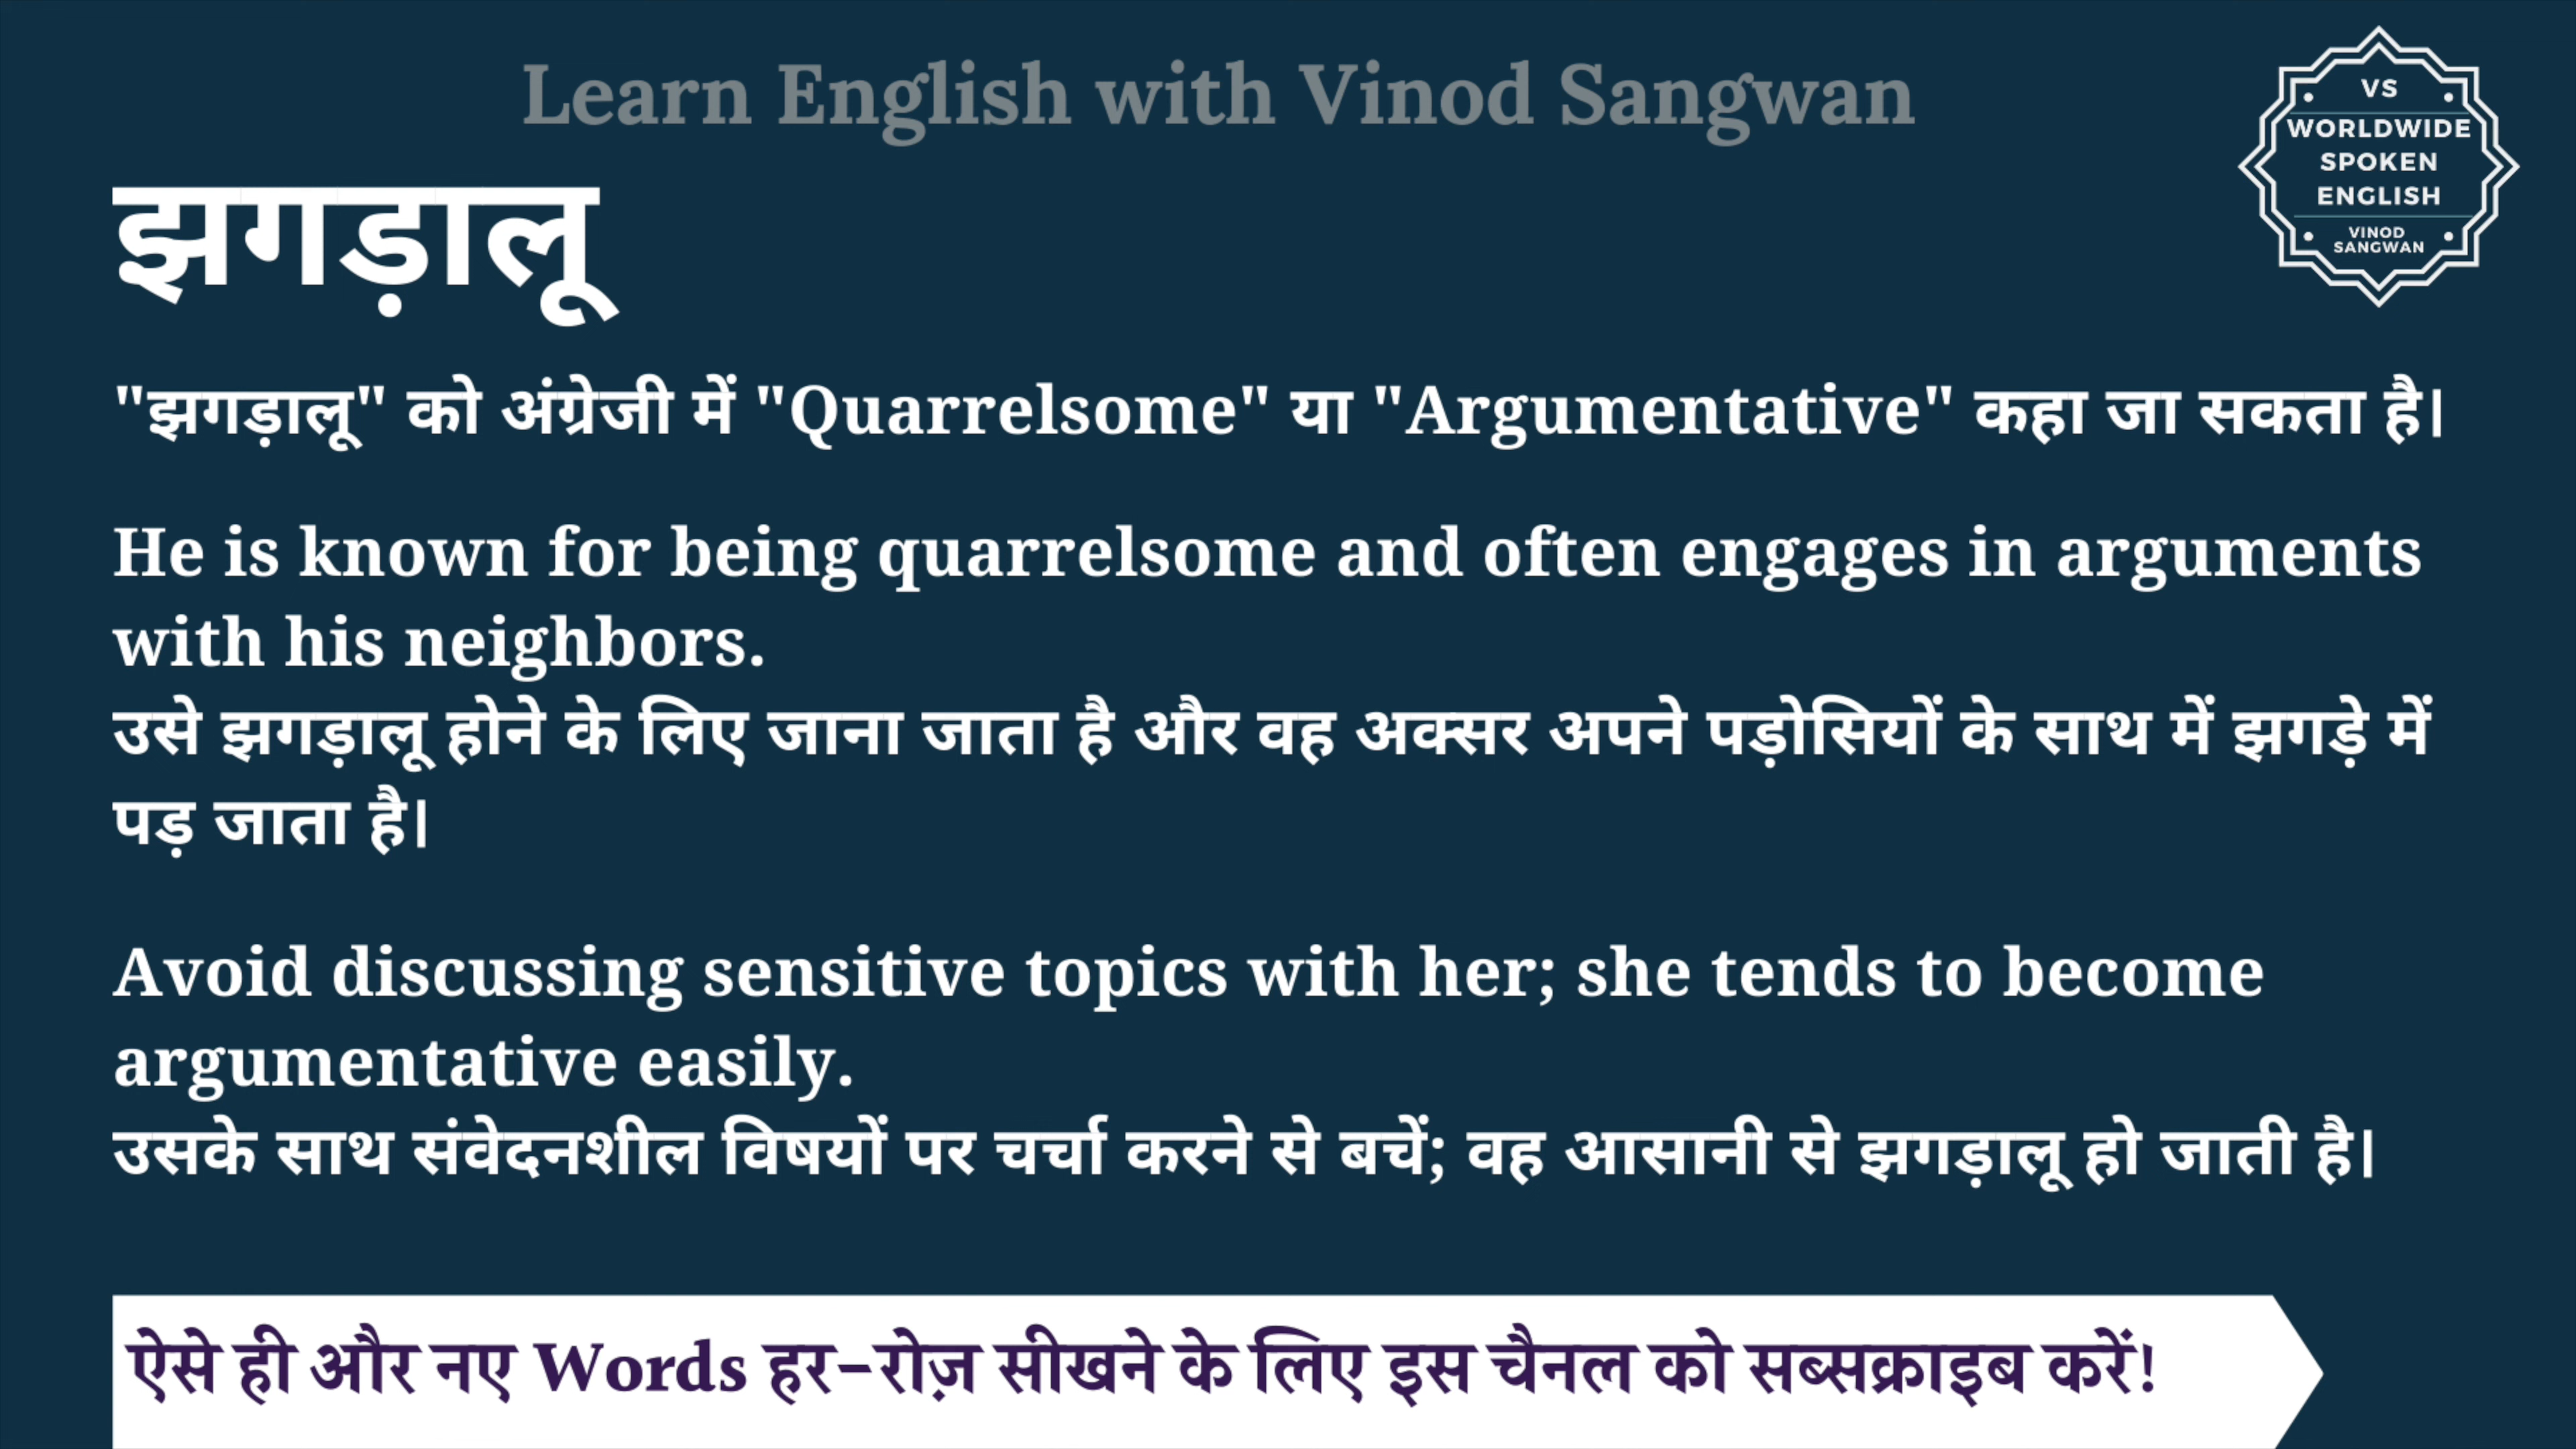 Learn English with Vinod Sangwan
VS
WORLDWIDE
SPOKEN
ENGLISH
VINOD
SANGWAN
झगड़ालू
"झगड़ालू" को अंग्रेजी में "Quarrelsome" या "Argumentative" कहा जा सकता है।
He is known for being quarrelsome and often engages in arguments
with his neighbors.
उसे झगड़ालू होने के लिए जाना जाता है और वह अक्सर अपने पड़ोसियों के साथ में झगड़े में
पड़ जाता है।
Avoid discussing sensitive topics with her; she tends to become
argumentative easily.
उसके साथ संवेदनशील विषयों पर चर्चा करने से बचें; वह आसानी से झगड़ालू हो जाती है।
ऐसे ही और नए Words हर-रोज़ सीखने के लिए इस चैनल को सब्सक्राइब करें!